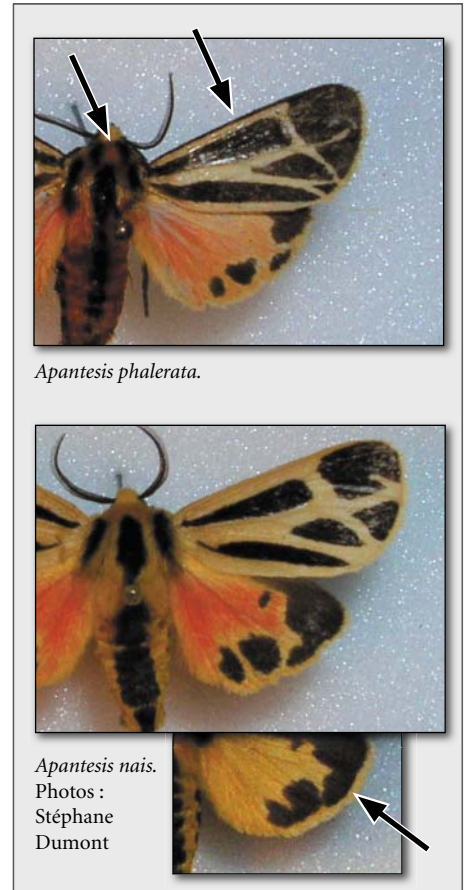 Apantesis phalerata.
Apantesis nais.
Photos :
Stéphane
Dumont